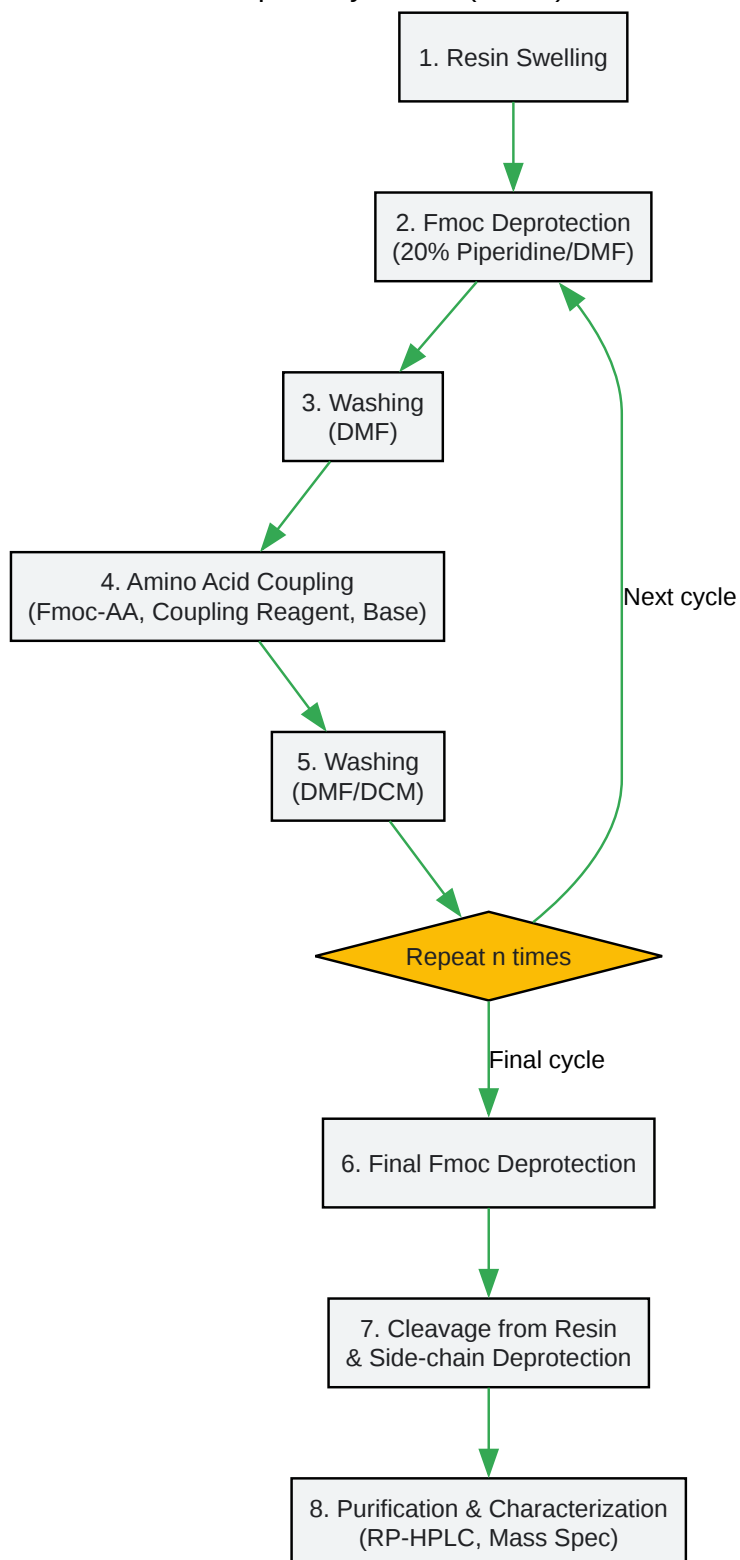 1. Resin Swelling
2. Fmoc Deprotection
(20% Piperidine/DMF)
3. Washing
(DMF)
4. Amino Acid Coupling
(Fmoc-AA, Coupling Reagent, Base)
Next cycle
5. Washing
(DMF/DCM)
Repeat n times
Final cycle
6. Final Fmoc Deprotection
7. Cleavage from Resin
& Side-chain Deprotection
8. Purification & Characterization
(RP-HPLC, Mass Spec)